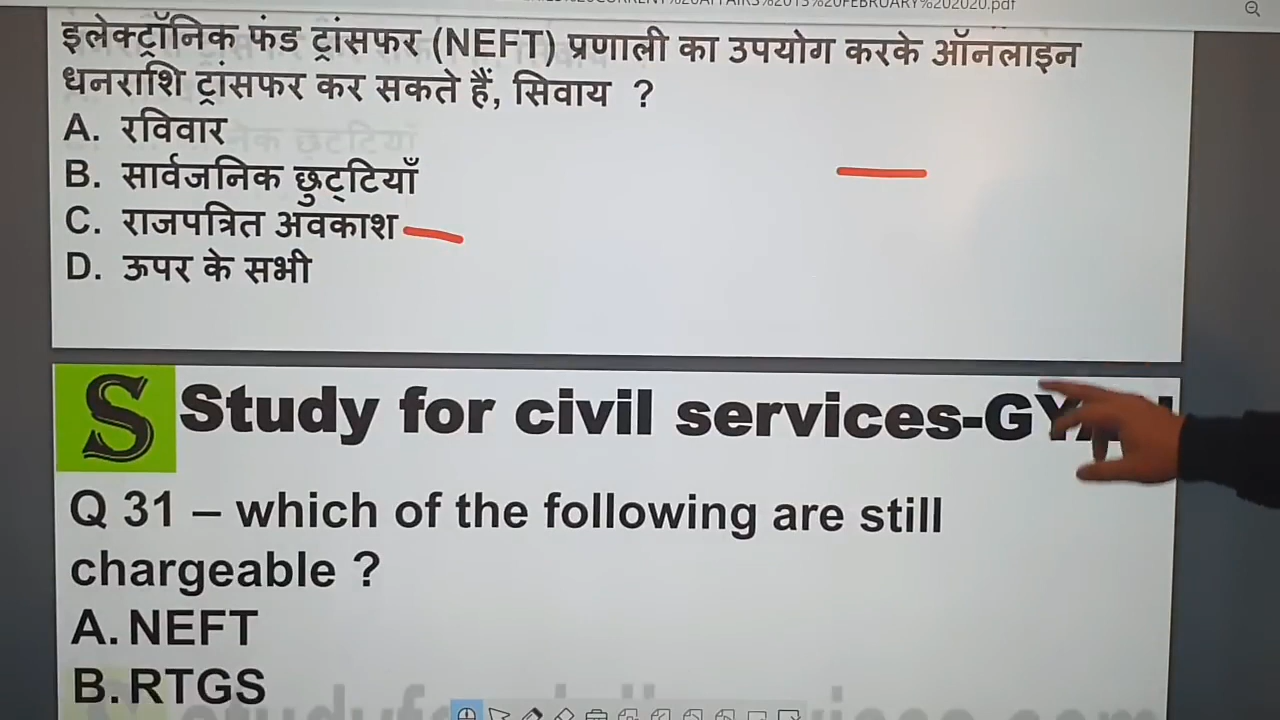 इलेक्ट्रॉनिक फंड ट्रांसफर (NEFT) प्रणाली का उपयोग करके ऑनलाइन
धनराशि ट्रांसफर कर सकते हैं, सिवाय ?
A. रविवार
B. सार्वजनिक छुट्टियाँ
C. राजपत्रित अवकाश
D. ऊपर के सभी
S Study for civil services-
Q 31 – which of the following are still
chargeable ?
A. NEFT
B. RTGS